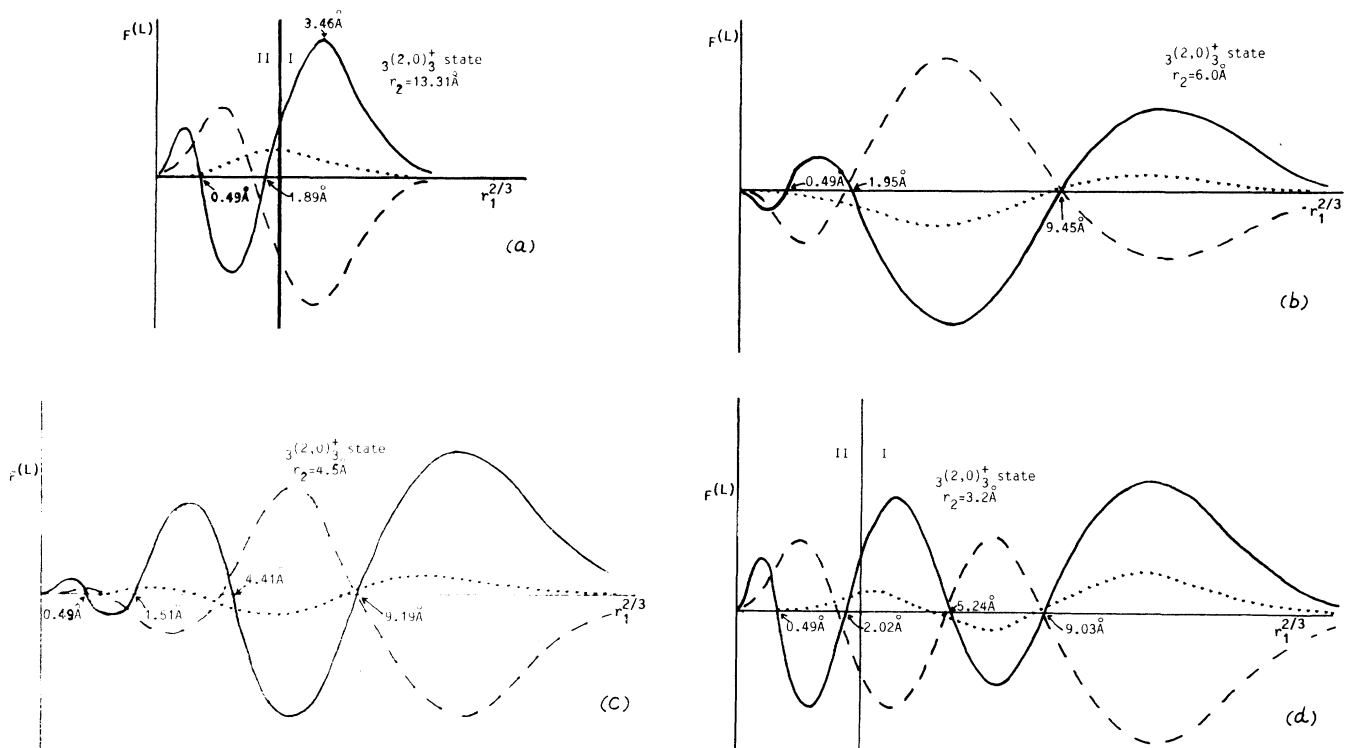 3.46Å
F(L)
II I
3(2,0)+3 state
r2=13.31Å
0.49Å
1.89Å
r1^2/3
(a)
F(L)
3(2,0)+3 state
r2=6.0Å
0.49Å
1.95Å
9.45Å
r1^2/3
(b)
F(L)
3(2,0)+3 state
r2=4.5Å
0.49Å
1.51Å
4.41Å
9.19Å
r1^2/3
(c)
F(L)
II I
3(2,0)+3 state
r2=3.2Å
0.49Å
2.02Å
5.24Å
9.03Å
r1^2/3
(d)